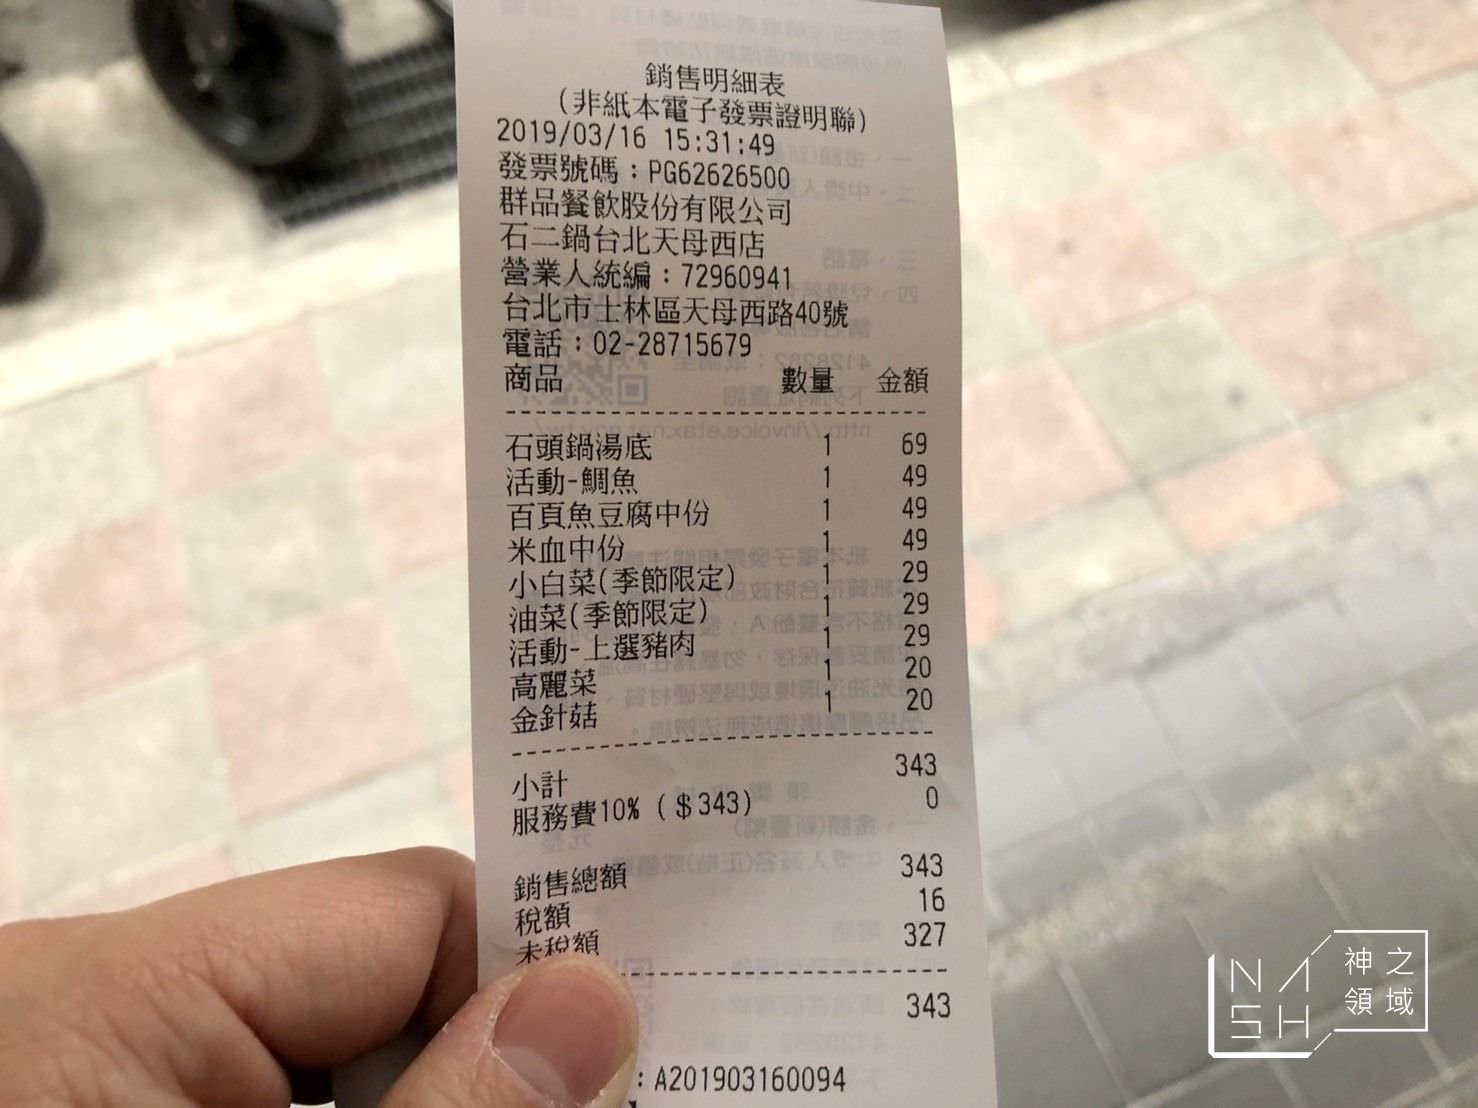 銷售明細表
(非紙本電子發票證明聯)
2019/03/16 15:31:49
發票號碼：PG62626500
群品餐飲股份有限公司
石二鍋台北天母西店
營業人統編：72960941
台北市士林區天母西路40號
電話：02-28715679
商品 數量 金額
石頭鍋湯底 1 69
活動-鯛魚 1 49
百頁魚豆腐中份 1 49
米血中份 1 49
小白菜(季節限定) 1 29
油菜(季節限定) 1 29
活動-上選豬肉 1 29
高麗菜 1 20
金針菇 1 20
小計 343
服務費10% ($343) 0
銷售總額 343
稅額 16
未稅額 327
343
: A201903160094
NASH 神之領域